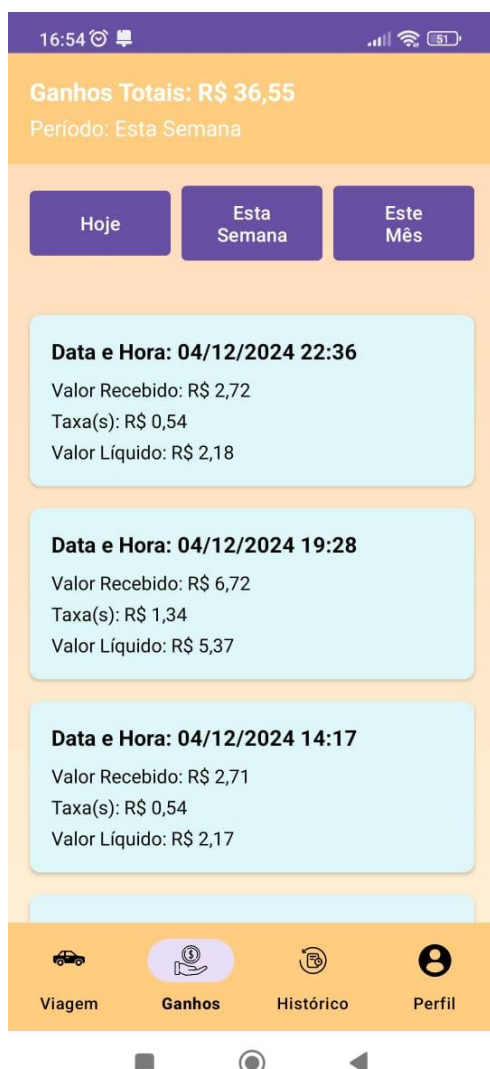 16:54
51
Ganhos Totais: R$ 36,55
Período: Esta Semana
Hoje
Esta
Semana
Este
Mês
Data e Hora: 04/12/2024 22:36
Valor Recebido: R$ 2,72
Taxa(s): R$ 0,54
Valor Líquido: R$ 2,18
Data e Hora: 04/12/2024 19:28
Valor Recebido: R$ 6,72
Taxa(s): R$ 1,34
Valor Líquido: R$ 5,37
Data e Hora: 04/12/2024 14:17
Valor Recebido: R$ 2,71
Taxa(s): R$ 0,54
Valor Líquido: R$ 2,17
Viagem
Ganhos
Histórico
Perfil